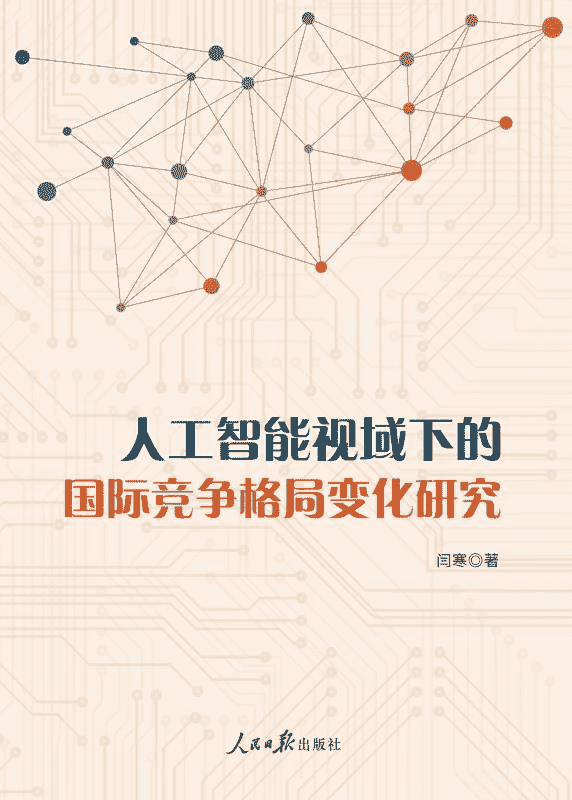 人工智能视域下的
国际竞争格局变化研究
闫寒◎著
人民日报出版社